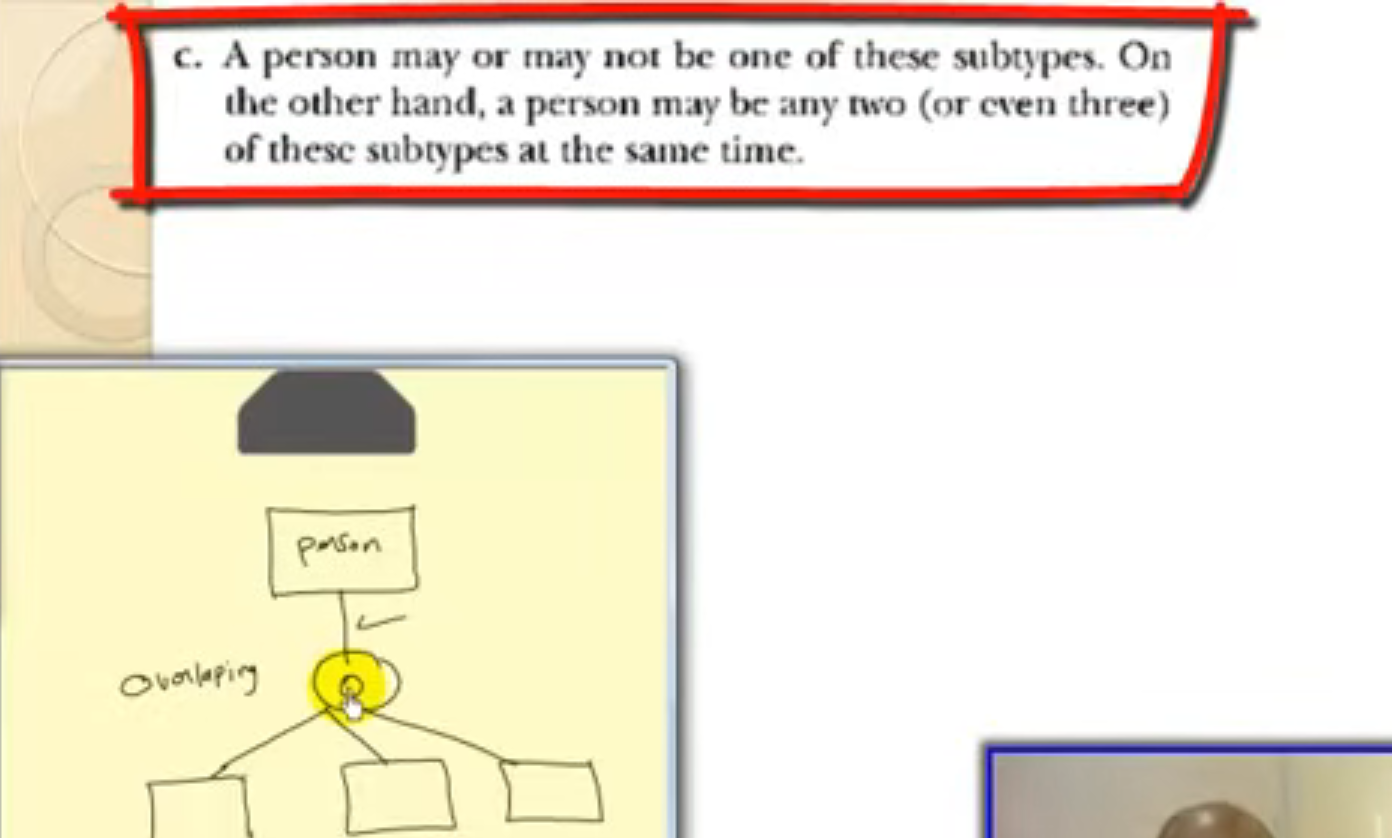 c. A person may or may not be one of these subtypes. On
the other hand, a person may be any two (or even three)
of these subtypes at the same time.
person
Overlaping
o